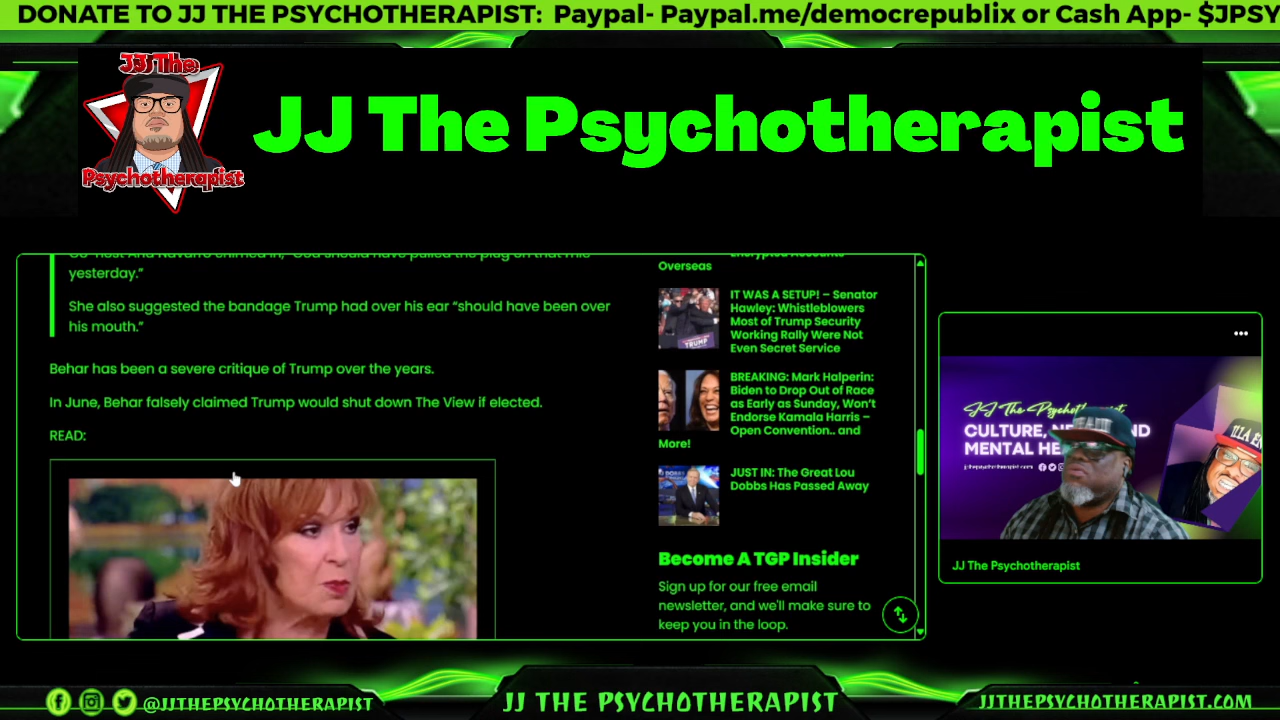 DONATE TO JJ THE PSYCHOTHERAPIST: Paypal- Paypal.me/democrepublix or Cash App- $JPSY
JJ The
Psychotherapist
JJ The Psychotherapist
yesterday.”
She also suggested the bandage Trump had over his ear “should have been over
his mouth.”
Behar has been a severe critique of Trump over the years.
In June, Behar falsely claimed Trump would shut down The View if elected.
READ:
Encrypted Accounts
Overseas
IT WAS A SETUP! – Senator
Hawley: Whistleblowers
Most of Trump Security
Working Rally Were Not
Even Secret Service
BREAKING: Mark Halperin:
Biden to Drop Out of Race
as Early as Sunday, Won’t
Endorse Kamala Harris –
Open Convention.. and
More!
JUST IN: The Great Lou
Dobbs Has Passed Away
Become A TGP Insider
Sign up for our free email
newsletter, and we'll make sure to
keep you in the loop.
JJ The
CULTURE,
MENTAL
JJ The Psychotherapist
@JJTHEPSYCHOTHERAPIST
JJ THE PSYCHOTHERAPIST
JJTHEPSYCHOTHERAPIST.COM